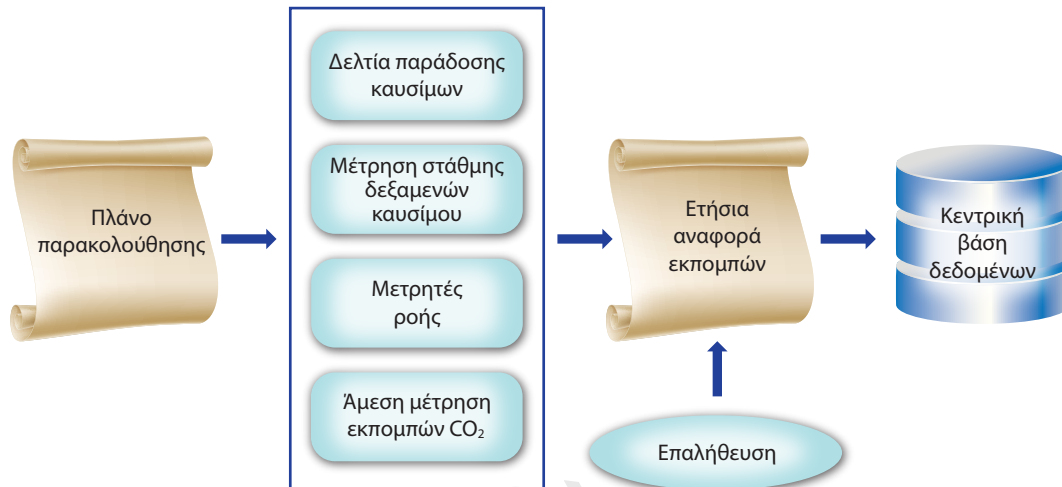 Πλάνο
παρακολούθησης
Δελτία παράδοσης
καυσίμων
Μέτρηση στάθμης
δεξαμενών
καυσίμου
Μετρητές
ροής
Άμεση μέτρηση
εκπομπών CO₂
Ετήσια
αναφορά
εκπομπών
Επαλήθευση
Κεντρική
βάση
δεδομένων